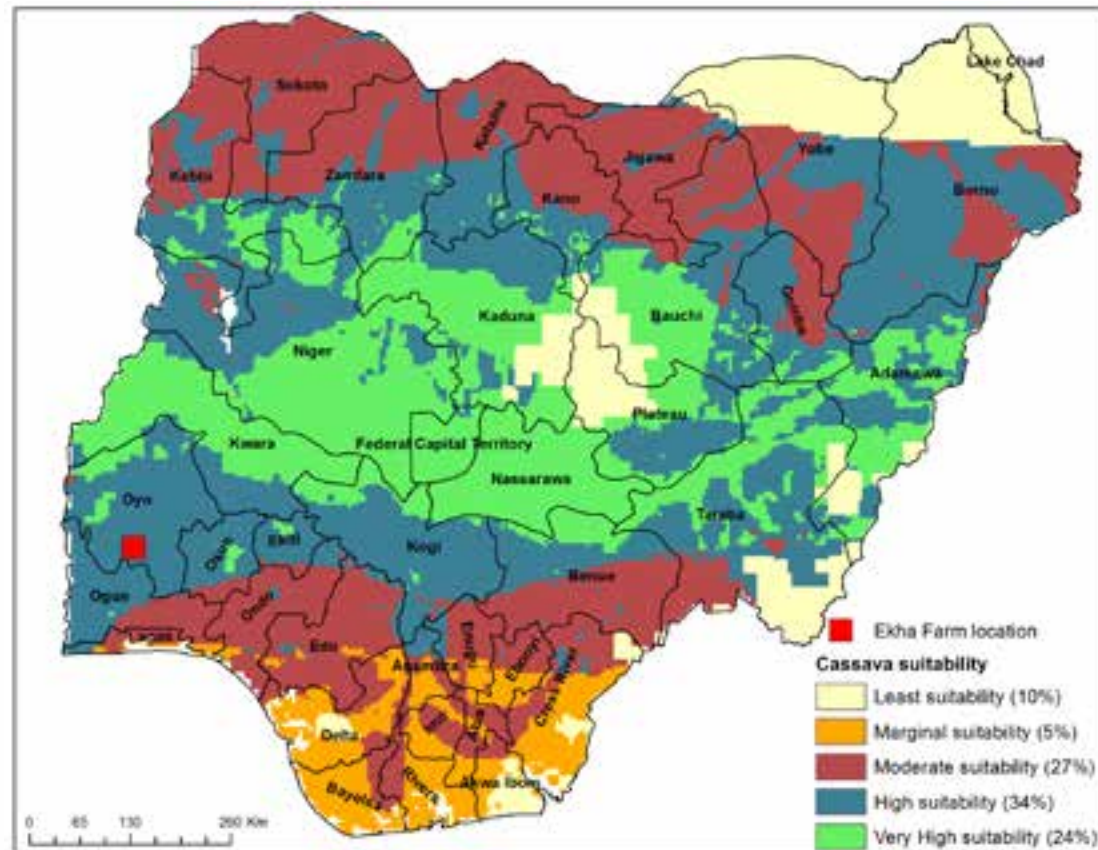 Lake Chad
Sokoto
Katsina
Jigawa
Yobe
Kebbi
Zamfara
Kano
Borno
Gombe
Kaduna
Bauchi
Niger
Adamawa
Plateau
Kwara
Federal Capital Territory
Nassarawa
Oyo
Taraba
Osun
Ekiti
Kogi
Benue
Ogun
Ondo
Lagos
Edo
Enugu
Ebonyi
Anambra
Cross River
Imo
Abia
Delta
Rivers
Akwa Ibom
Bayelsa
Ekha Farm location
Cassava suitability
Least suitability (10%)
Marginal suitability (5%)
Moderate suitability (27%)
High suitability (34%)
Very High suitability (24%)
0 65 130 260 Km